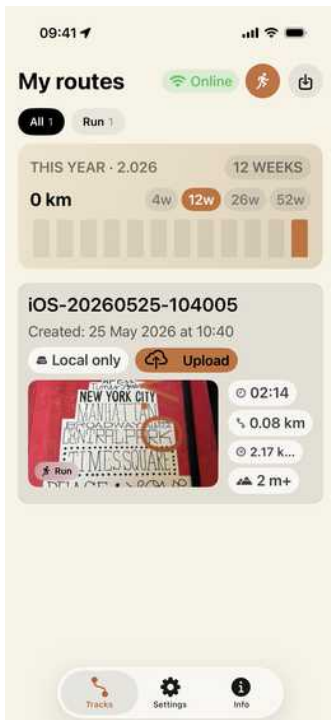 09:41
My routes
Online
All 1
Run 1
THIS YEAR · 2.026
12 WEEKS
0 km
4w
12w
26w
52w
iOS-20260525-104005
Created: 25 May 2026 at 10:40
Local only
Upload
NEW YORK CITY
MANHATTAN
BROADWAY
CENTRAL PARK
TIMES SQUARE
Run
02:14
0.08 km
2.17 k...
2 m+
Tracks
Settings
Info